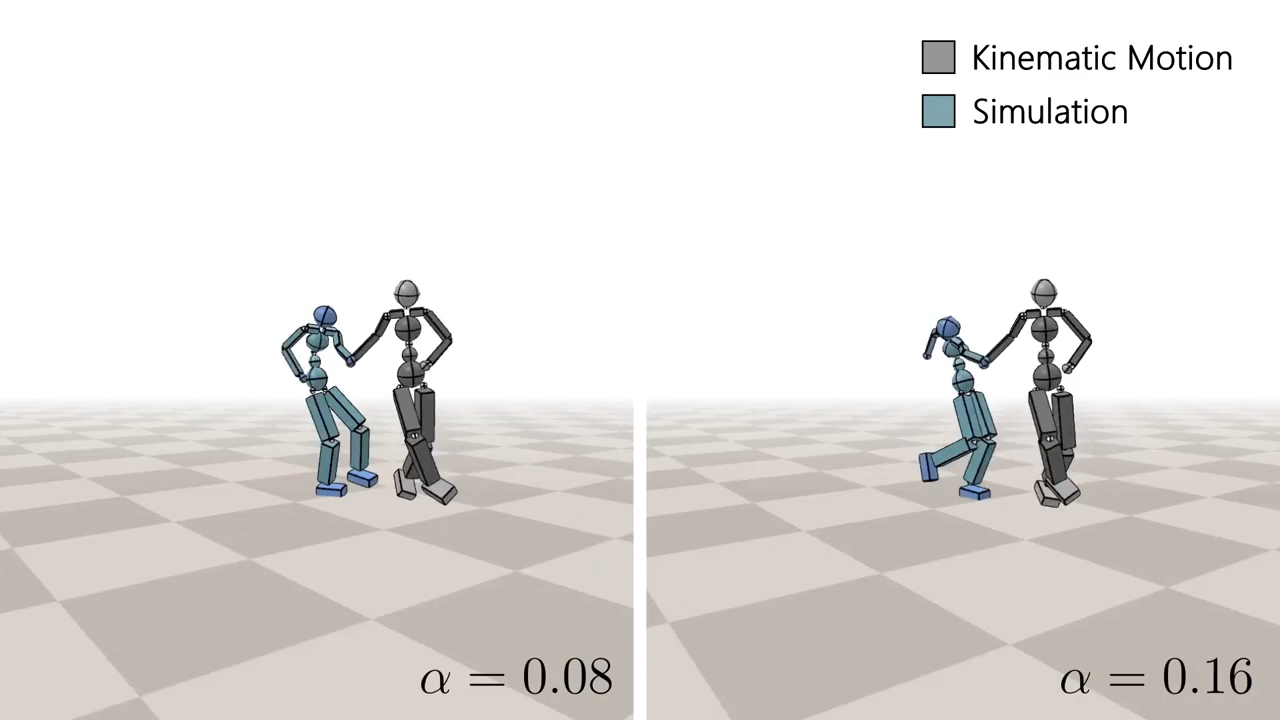 Kinematic Motion
Simulation
α = 0.08
α = 0.16